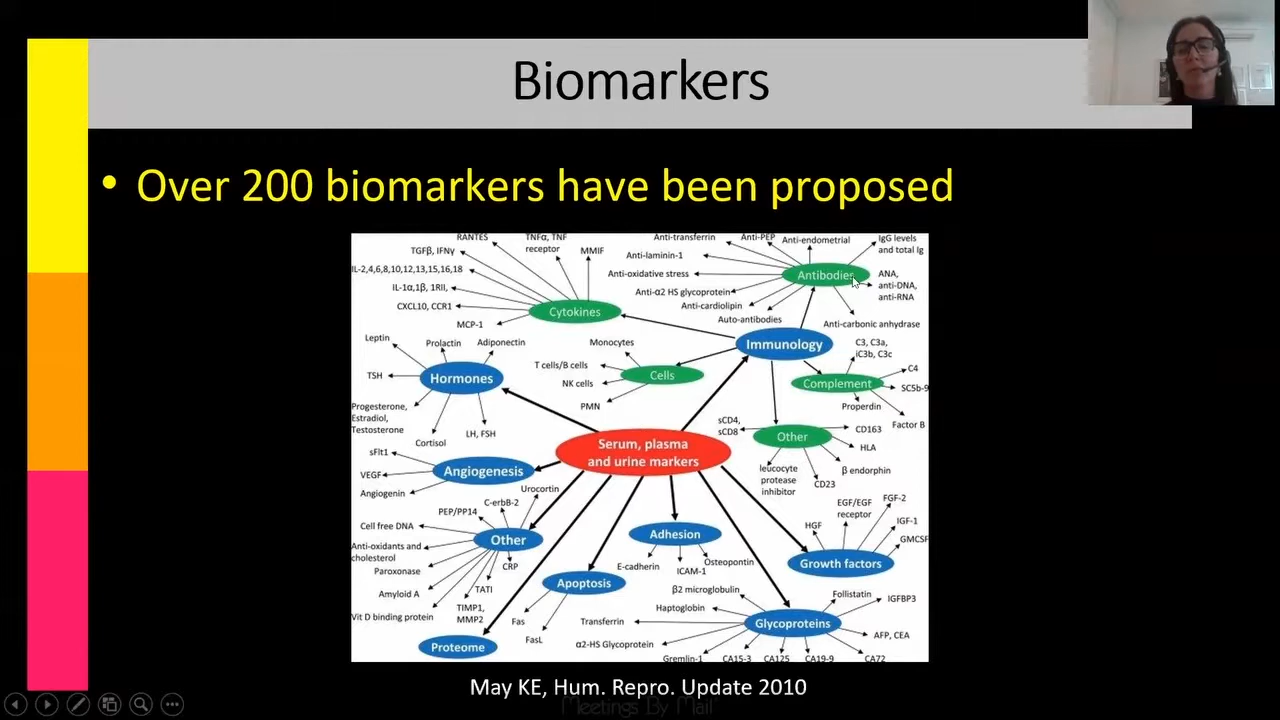 Biomarkers
• Over 200 biomarkers have been proposed
RANTES
TNFα, TNF
receptor
MMIF
TGFβ, IFNγ
IL-2,4,6,8,10,12,13,15,16,18
IL-1α,1β, 1RII,
CXCL10, CCR1
MCP-1
Cytokines
Anti-transferrin
Anti-PEP
Anti-endometrial
IgG levels
and total Ig
Anti-laminin-1
Anti-oxidative stress
Antibodies
ANA,
anti-DNA,
anti-RNA
Anti-α2 HS glycoprotein
Anti-cardiolipin
Auto-antibodies
Anti-carbonic anhydrase
Immunology
Leptin
Prolactin
Adiponectin
TSH
Hormones
Progesterone,
Estradiol,
Testosterone
Cortisol
LH, FSH
Monocytes
T cells/B cells
Cells
NK cells
PMN
C3, C3a,
iC3b, C3c
C4
Complement
SC5b-9
Properdin
Factor B
sCD4,
sCD8
Other
CD163
HLA
β endorphin
leucocyte
protease
inhibitor
CD23
Serum, plasma
and urine markers
sFlt1
VEGF
Angiogenesis
Angiogenin
Urocortin
C-erbB-2
PEP/PP14
Cell free DNA
Other
Anti-oxidants and
cholesterol
Paroxonase
CRP
Amyloid A
TATI
Vit D binding protein
TIMP1,
MMP2
Proteome
Apoptosis
Fas
FasL
Adhesion
E-cadherin
ICAM-1
Osteopontin
EGF/EGF
receptor
FGF-2
HGF
IGF-1
GMCSF
Growth factors
β2 microglobulin
Follistatin
Haptoglobin
IGFBP3
Transferrin
Glycoproteins
α2-HS Glycoprotein
AFP, CEA
Gremlin-1
CA15-3
CA125
CA19-9
CA72
May KE, Hum. Repro. Update 2010
Meetings By Mail